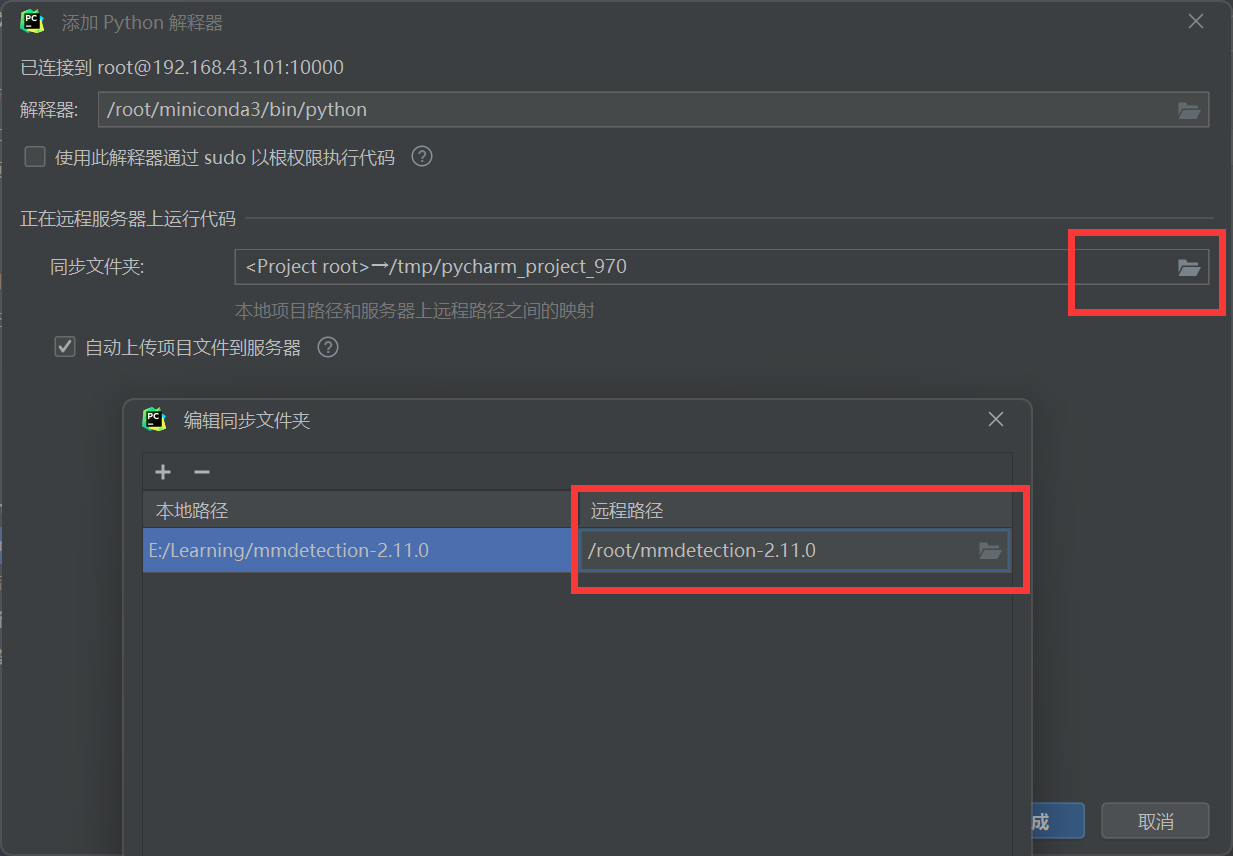 添加 Python 解释器
已连接到 root@192.168.43.101:10000
解释器: /root/miniconda3/bin/python
使用此解释器通过 sudo 以根权限执行代码 ?
正在远程服务器上运行代码
同步文件夹: <Project root>→/tmp/pycharm_project_970
本地项目路径和服务器上远程路径之间的映射
自动上传项目文件到服务器 ?
PC 编辑同步文件夹
本地路径 远程路径
E:/Learning/mmdetection-2.11.0 /root/mmdetection-2.11.0
成 取消